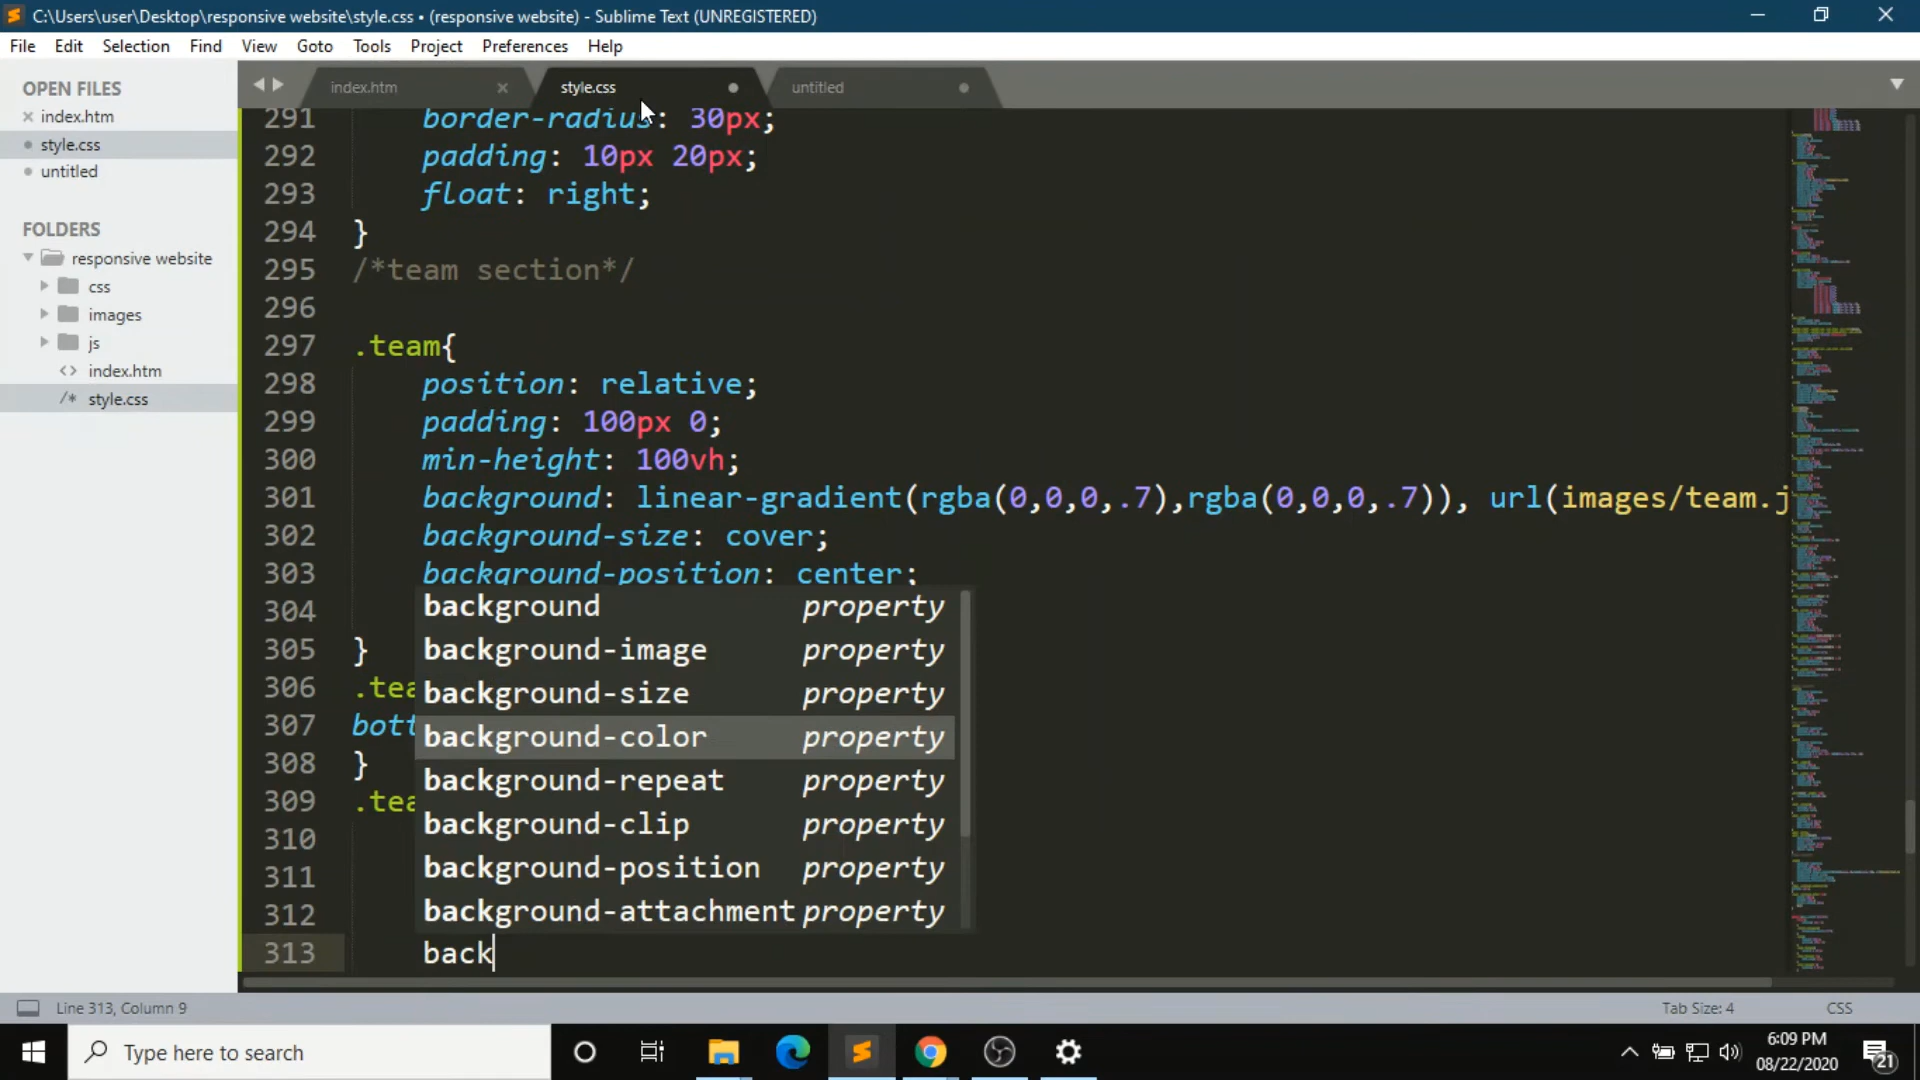 C:\Users\user\Desktop\responsive website\style.css • (responsive website) - Sublime Text (UNREGISTERED)
File Edit Selection Find View Goto Tools Project Preferences Help
OPEN FILES
index.htm
style.css
untitled
FOLDERS
responsive website
css
images
js
<> index.htm
/* style.css
index.htm style.css untitled
291 border-radius: 30px;
292 padding: 10px 20px;
293 float: right;
294 }
295 /*team section*/
296
297 .team{
298 position: relative;
299 padding: 100px 0;
300 min-height: 100vh;
301 background: linear-gradient(rgba(0,0,0,.7),rgba(0,0,0,.7)), url(images/team.j
302 background-size: cover;
303 background-position: center;
304
305 }
306 .tea
307 bott
308 }
309 .tea
310
311
312
313 back
background property
background-image property
background-size property
background-color property
background-repeat property
background-clip property
background-position property
background-attachment property
Line 313, Column 9
Tab Size: 4 CSS
Type here to search
6:09 PM
08/22/2020
21